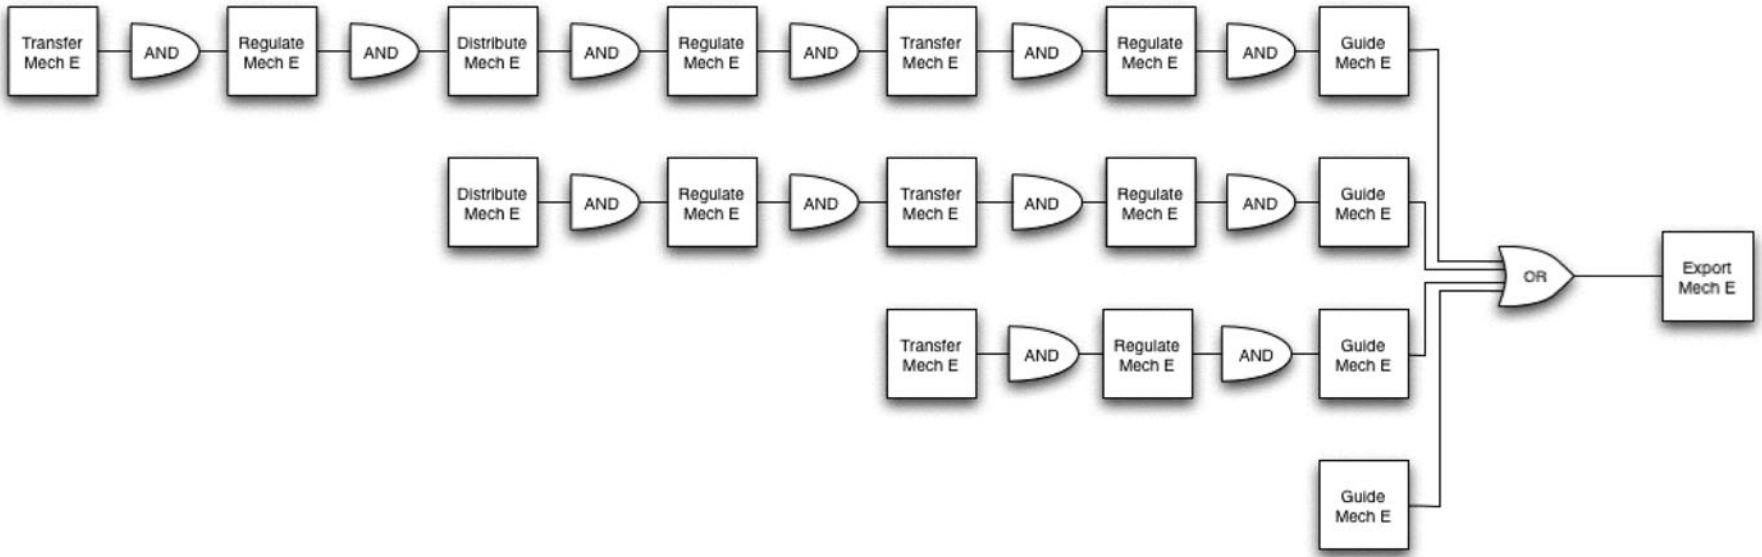 Transfer
Mech E
AND
Regulate
Mech E
AND
Distribute
Mech E
AND
Regulate
Mech E
AND
Transfer
Mech E
AND
Regulate
Mech E
AND
Guide
Mech E
Distribute
Mech E
AND
Regulate
Mech E
AND
Transfer
Mech E
AND
Regulate
Mech E
AND
Guide
Mech E
OR
Export
Mech E
Transfer
Mech E
AND
Regulate
Mech E
AND
Guide
Mech E
Guide
Mech E